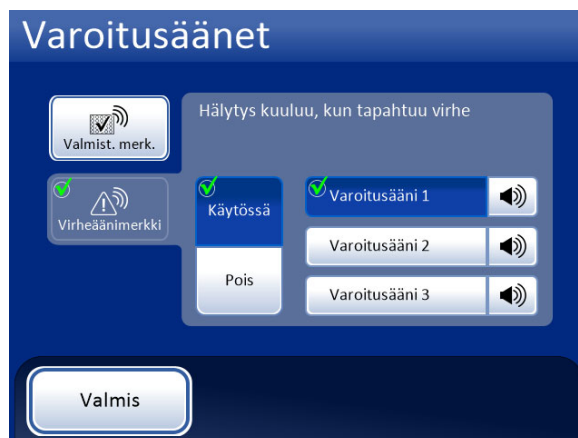 Varoitusäänet
Valmist. merk.
Virheäänimerkki
Hälytys kuuluu, kun tapahtuu virhe
Käytössä
Pois
Varoitusääni 1
Varoitusääni 2
Varoitusääni 3
Valmis